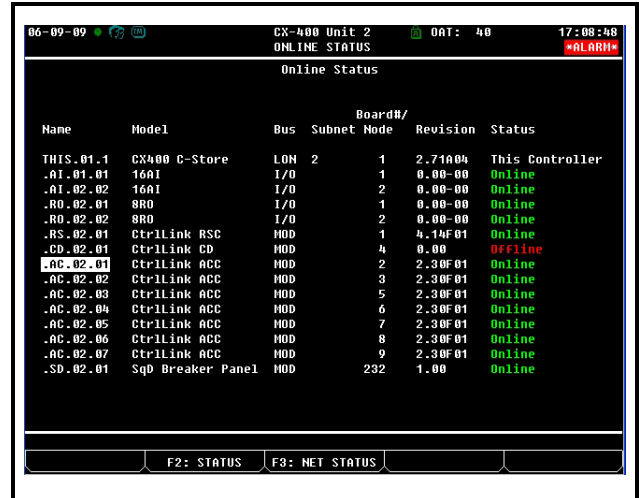 06-09-09 TM CX-400 Unit 2 A OAT: 40 17:08:48
ONLINE STATUS *ALARM*
Online Status
Board#/
Name Model Bus Subnet Node Revision Status
THIS.01.1 CX400 C-Store LON 2 1 2.71A04 This Controller
.AI.01.01 16AI I/O 1 0.00-00 Online
.AI.02.02 16AI I/O 2 0.00-00 Online
.RO.02.01 8RO I/O 1 0.00-00 Online
.RO.02.02 8RO I/O 2 0.00-00 Online
.RS.02.01 CtrlLink RSC MOD 1 4.14F01 Online
.CD.02.01 CtrlLink CD MOD 4 0.00 Offline
.AC.02.01 CtrlLink ACC MOD 2 2.30F01 Online
.AC.02.02 CtrlLink ACC MOD 3 2.30F01 Online
.AC.02.03 CtrlLink ACC MOD 5 2.30F01 Online
.AC.02.04 CtrlLink ACC MOD 6 2.30F01 Online
.AC.02.05 CtrlLink ACC MOD 7 2.30F01 Online
.AC.02.06 CtrlLink ACC MOD 8 2.30F01 Online
.AC.02.07 CtrlLink ACC MOD 9 2.30F01 Online
.SD.02.01 SqD Breaker Panel MOD 232 1.00 Online
F2: STATUS F3: NET STATUS